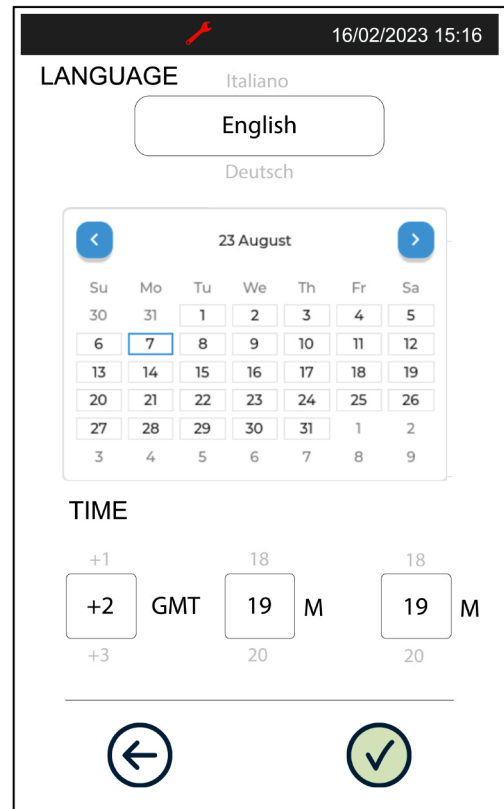 16/02/2023 15:16
LANGUAGE
Italiano
English
Deutsch
23 August
Su Mo Tu We Th Fr Sa
30 31 1 2 3 4 5
6 7 8 9 10 11 12
13 14 15 16 17 18 19
20 21 22 23 24 25 26
27 28 29 30 31 1 2
3 4 5 6 7 8 9
TIME
+1 18 18
+2 GMT 19 M 19 M
+3 20 20